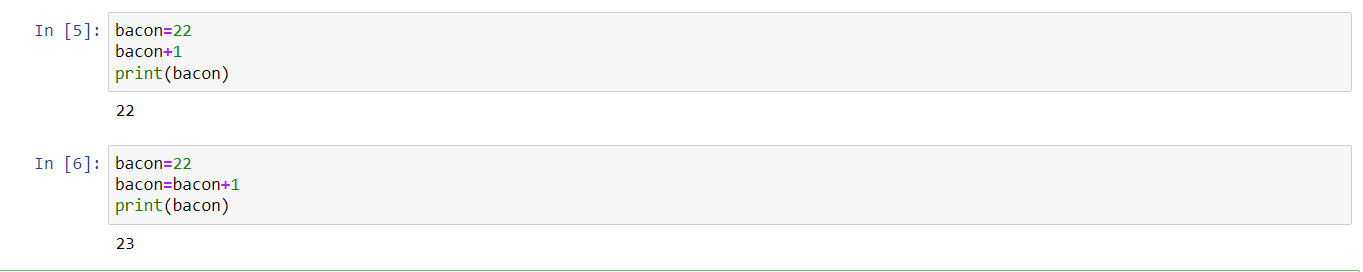 In [5]: bacon=22
bacon+1
print(bacon)
22
In [6]: bacon=22
bacon=bacon+1
print(bacon)
23